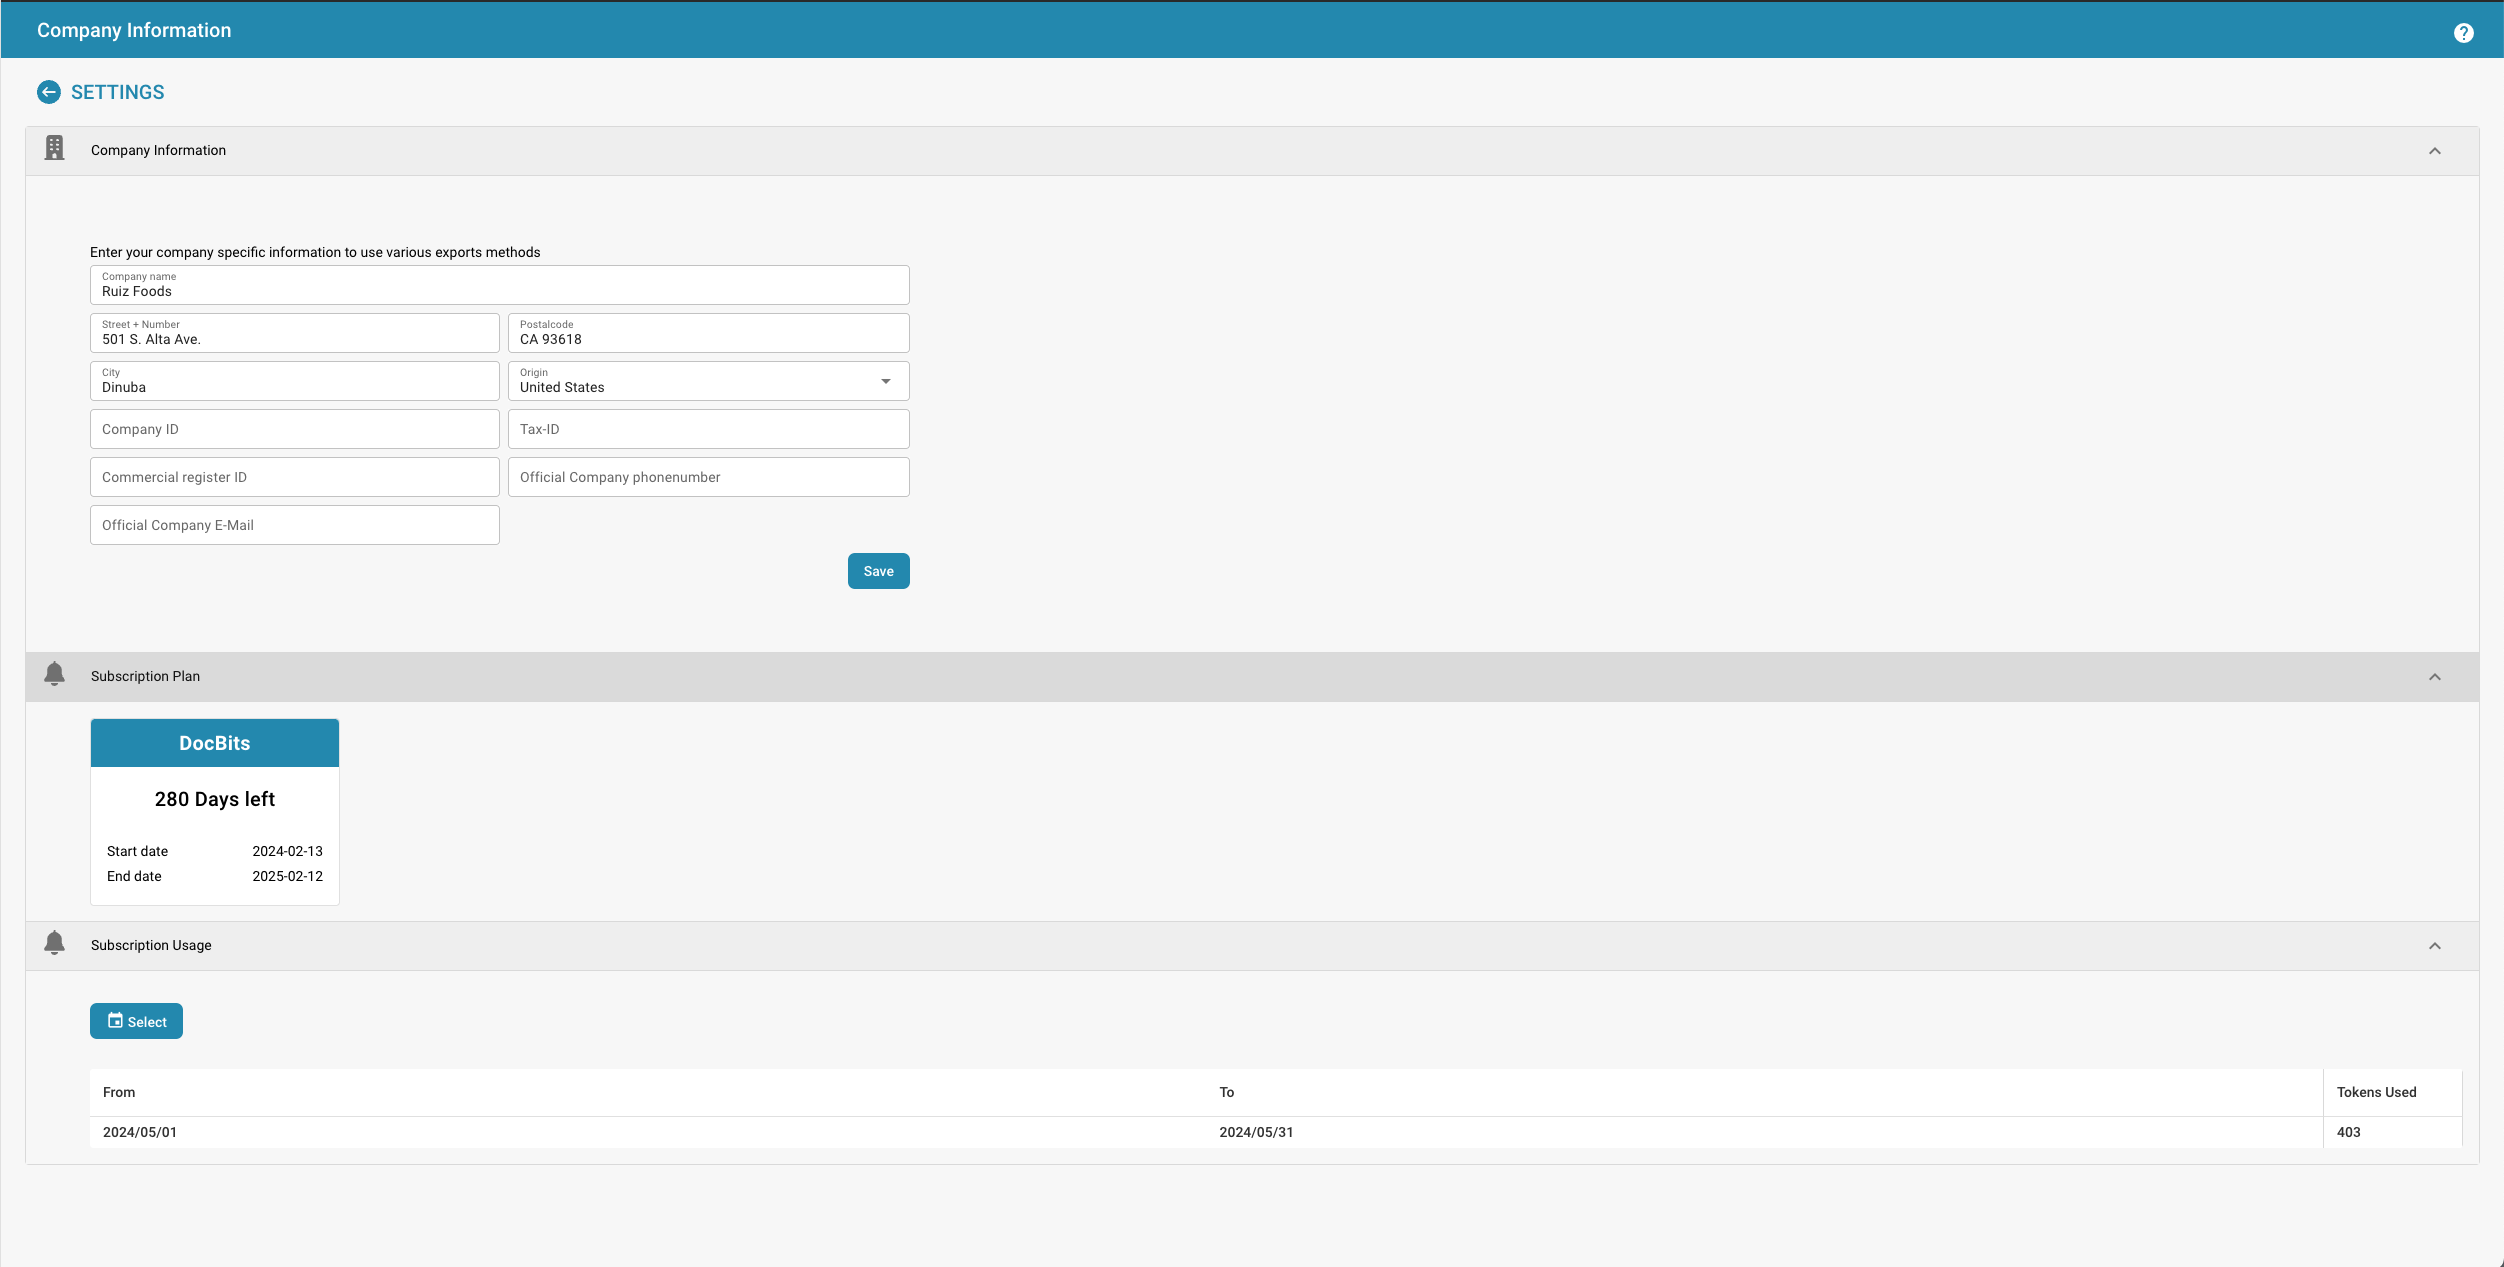 Company Information
?
SETTINGS
Company Information
Enter your company specific information to use various exports methods
Company name
Ruiz Foods
Street + Number
501 S. Alta Ave.
Postalcode
CA 93618
City
Dinuba
Origin
United States
Company ID
Tax-ID
Commercial register ID
Official Company phonenumber
Official Company E-Mail
Save
Subscription Plan
DocBits
280 Days left
Start date 2024-02-13
End date 2025-02-12
Subscription Usage
Select
From To Tokens Used
2024/05/01 2024/05/31 403